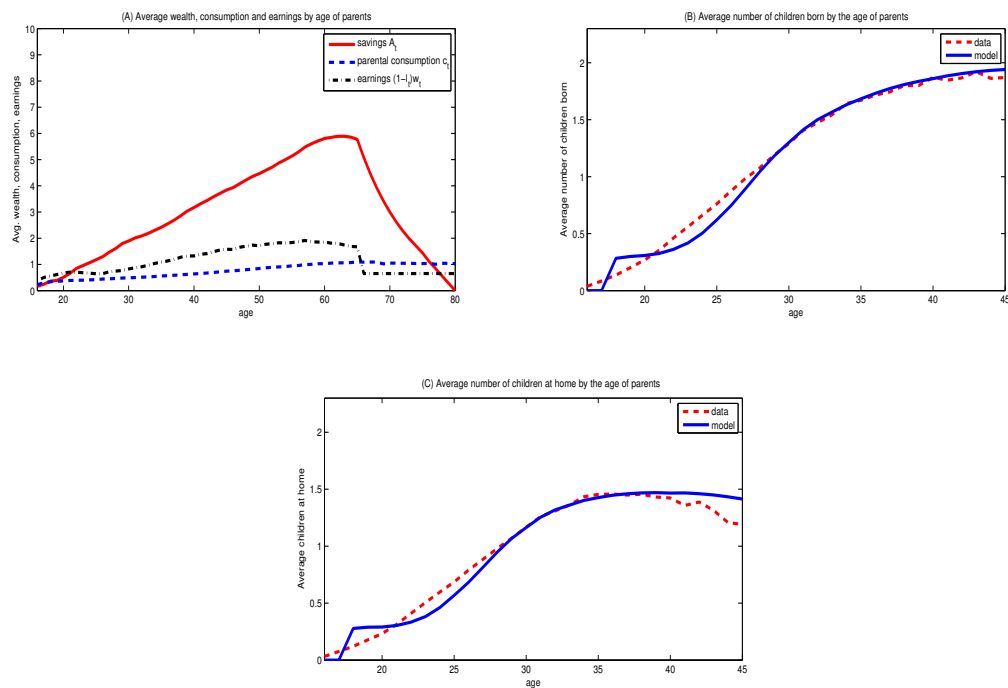 (A) Average wealth, consumption and earnings by age of parents
10
9
8
7
6
5
4
3
2
1
0
Avg. wealth, consumption, earnings
savings A_t
parental consumption c_t
earnings (1−l_t)w_t
20 30 40 50 60 70 80
age
(B) Average number of children born by the age of parents
2
1.5
1
0.5
0
Average number of children born
data
model
20 25 30 35 40 45
age
(C) Average number of children at home by the age of parents
2
1.5
1
0.5
0
Average children at home
data
model
20 25 30 35 40 45
age